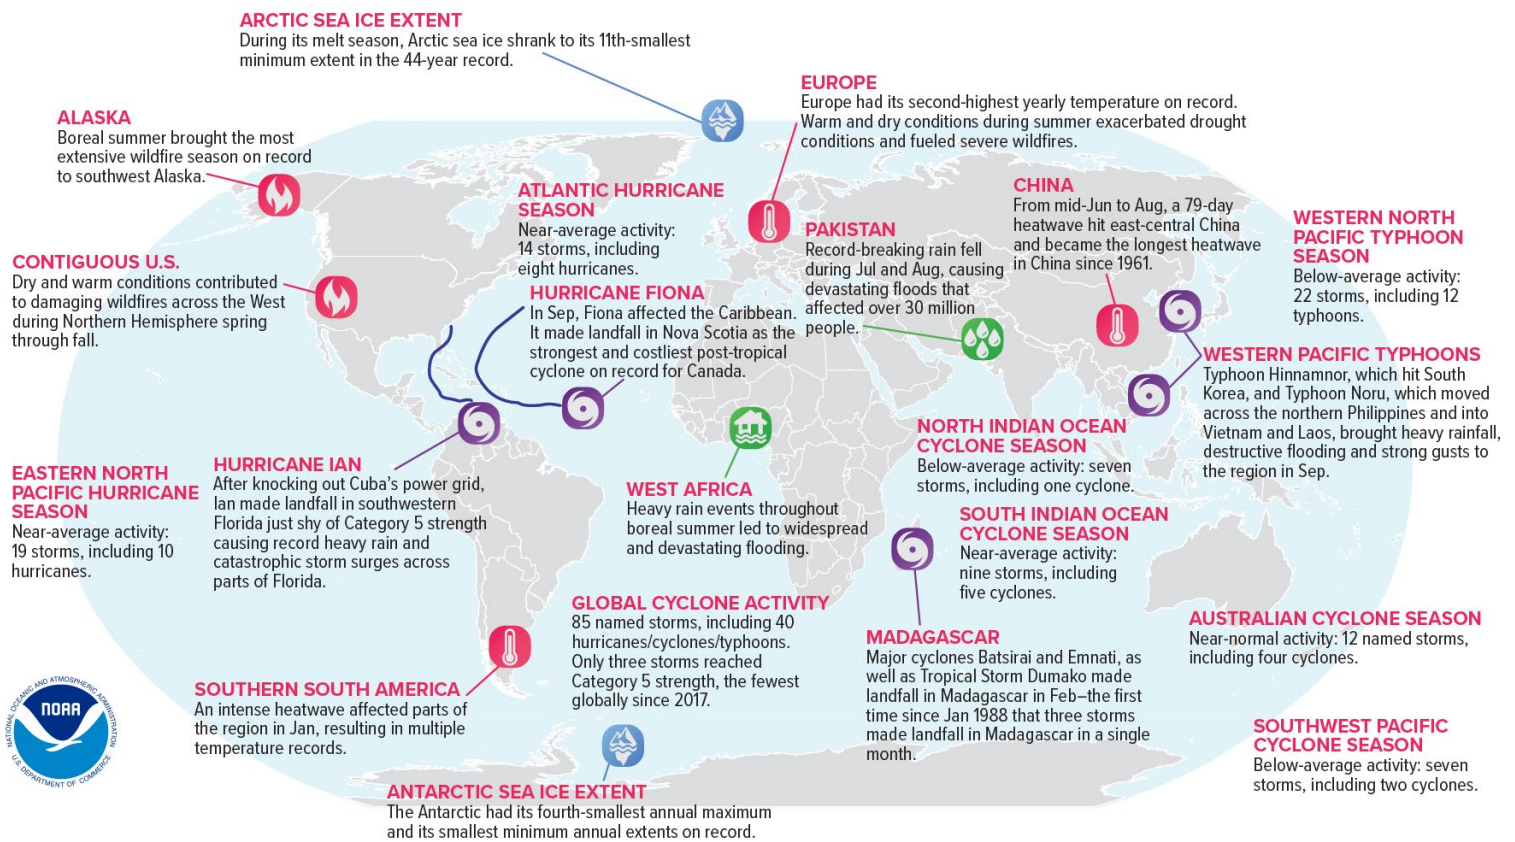 ARCTIC SEA ICE EXTENT
During its melt season, Arctic sea ice shrank to its 11th-smallest
minimum extent in the 44-year record.
EUROPE
Europe had its second-highest yearly temperature on record.
Warm and dry conditions during summer exacerbated drought
conditions and fueled severe wildfires.
ALASKA
Boreal summer brought the most
extensive wildfire season on record
to southwest Alaska.
ATLANTIC HURRICANE
SEASON
Near-average activity:
14 storms, including
eight hurricanes.
CHINA
From mid-Jun to Aug, a 79-day
heatwave hit east-central China
and became the longest heatwave
in China since 1961.
WESTERN NORTH
PACIFIC TYPHOON
SEASON
Below-average activity:
22 storms, including 12
typhoons.
PAKISTAN
Record-breaking rain fell
during Jul and Aug, causing
devastating floods that
affected over 30 million
people.
CONTIGUOUS U.S.
Dry and warm conditions contributed
to damaging wildfires across the West
during Northern Hemisphere spring
through fall.
HURRICANE FIONA
In Sep, Fiona affected the Caribbean.
It made landfall in Nova Scotia as the
strongest and costliest post-tropical
cyclone on record for Canada.
WESTERN PACIFIC TYPHOONS
Typhoon Hinnamnor, which hit South
Korea, and Typhoon Noru, which moved
across the northern Philippines and into
Vietnam and Laos, brought heavy rainfall,
destructive flooding and strong gusts to
the region in Sep.
NORTH INDIAN OCEAN
CYCLONE SEASON
Below-average activity: seven
storms, including one cyclone.
EASTERN NORTH
PACIFIC HURRICANE
SEASON
Near-average activity:
19 storms, including 10
hurricanes.
HURRICANE IAN
After knocking out Cuba's power grid,
Ian made landfall in southwestern
Florida just shy of Category 5 strength
causing record heavy rain and
catastrophic storm surges across
parts of Florida.
WEST AFRICA
Heavy rain events throughout
boreal summer led to widespread
and devastating flooding.
SOUTH INDIAN OCEAN
CYCLONE SEASON
Near-average activity:
nine storms, including
five cyclones.
GLOBAL CYCLONE ACTIVITY
85 named storms, including 40
hurricanes/cyclones/typhoons.
Only three storms reached
Category 5 strength, the fewest
globally since 2017.
AUSTRALIAN CYCLONE SEASON
Near-normal activity: 12 named storms,
including four cyclones.
MADAGASCAR
Major cyclones Batsirai and Emnati, as
well as Tropical Storm Dumako made
landfall in Madagascar in Feb–the first
time since Jan 1988 that three storms
made landfall in Madagascar in a single
month.
SOUTHERN SOUTH AMERICA
An intense heatwave affected parts of
the region in Jan, resulting in multiple
temperature records.
SOUTHWEST PACIFIC
CYCLONE SEASON
Below-average activity: seven
storms, including two cyclones.
ANTARCTIC SEA ICE EXTENT
The Antarctic had its fourth-smallest annual maximum
and its smallest minimum annual extents on record.
NATIONAL OCEANIC AND ATMOSPHERIC ADMINISTRATION
NOAA
U.S. DEPARTMENT OF COMMERCE